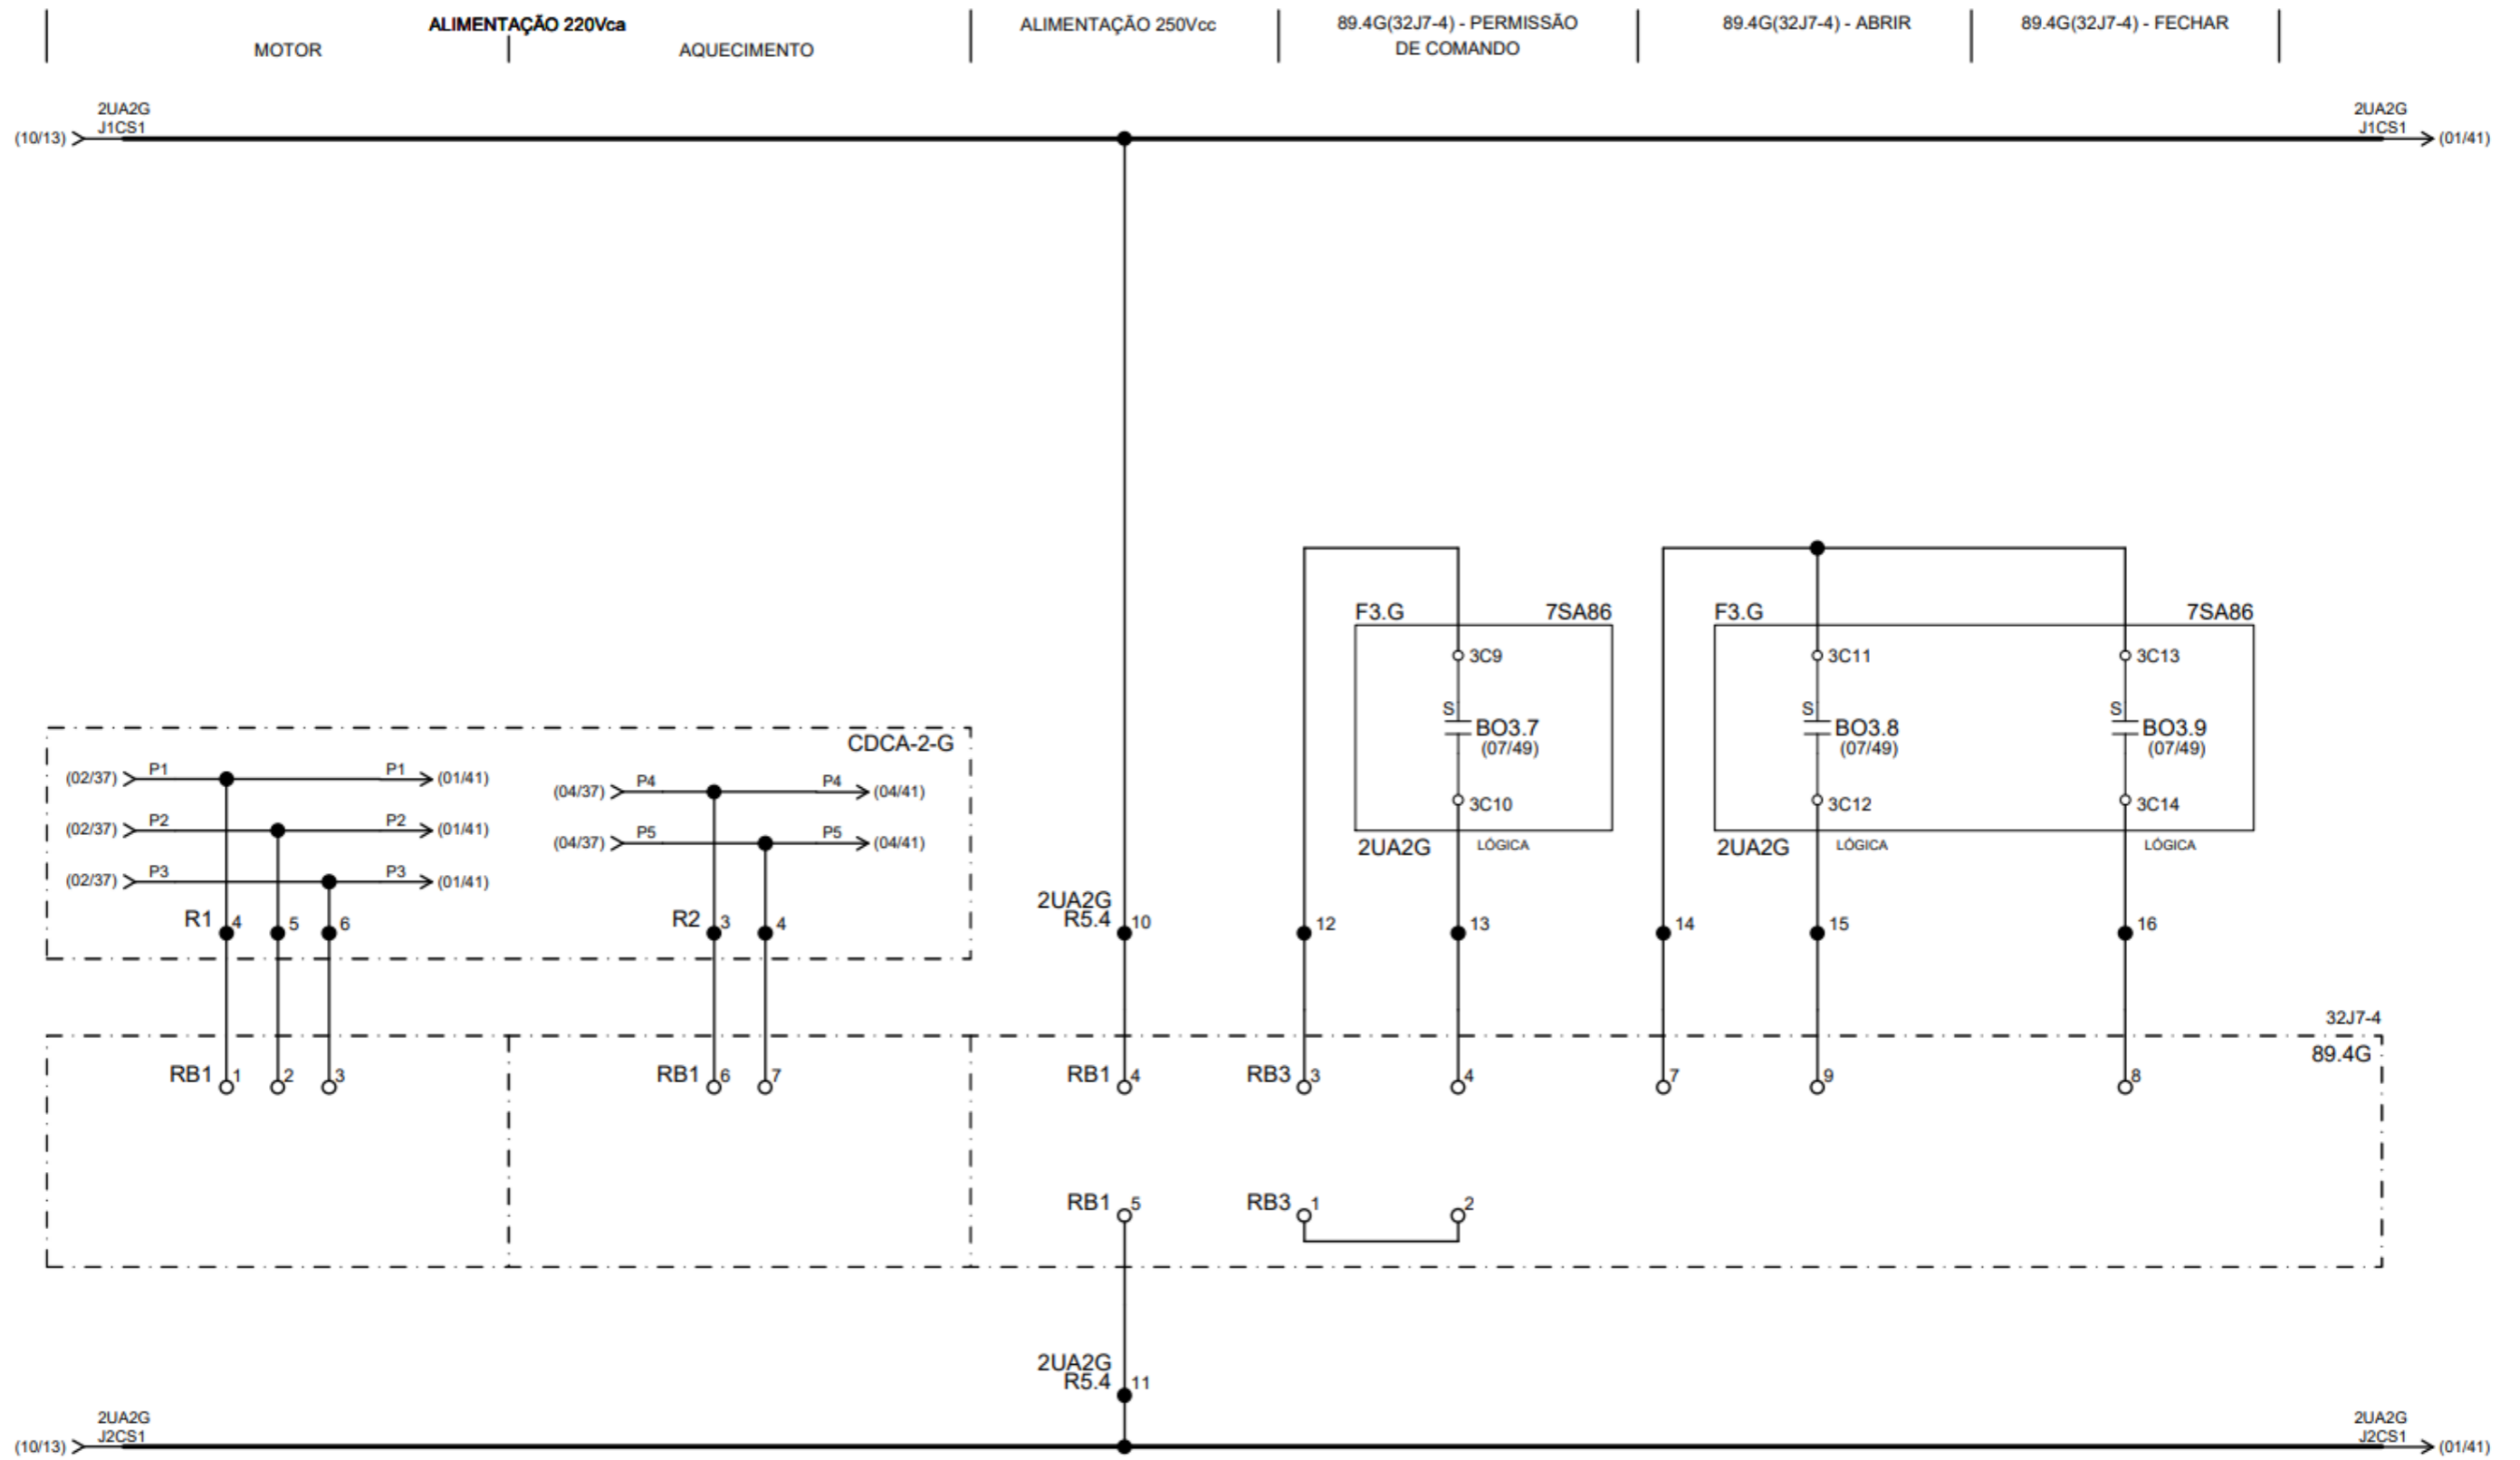 ALIMENTAÇÃO 220Vca
MOTOR
AQUECIMENTO
ALIMENTAÇÃO 250Vcc
89.4G(32J7-4) - PERMISSÃO
DE COMANDO
89.4G(32J7-4) - ABRIR
89.4G(32J7-4) - FECHAR
2UA2G
J1CS1
(10/13)
2UA2G
J1CS1
(01/41)
F3.G 7SA86
3C9
S
BO3.7
(07/49)
3C10
2UA2G LÓGICA
F3.G 7SA86
3C11
S
BO3.8
(07/49)
3C12
2UA2G LÓGICA
3C13
S
BO3.9
(07/49)
3C14
LÓGICA
CDCA-2-G
(02/37) P1 P1 (01/41)
(02/37) P2 P2 (01/41)
(02/37) P3 P3 (01/41)
(04/37) P4 P4 (04/41)
(04/37) P5 P5 (04/41)
R1 4 5 6
R2 3 4
2UA2G
R5.4 10
12 13 14 15 16
32J7-4
89.4G
RB1 1 2 3
RB1 6 7
RB1 4
RB3 3 4 7 9 8
RB1 5
RB3 1 2
2UA2G
R5.4 11
2UA2G
J2CS1
(10/13)
2UA2G
J2CS1
(01/41)